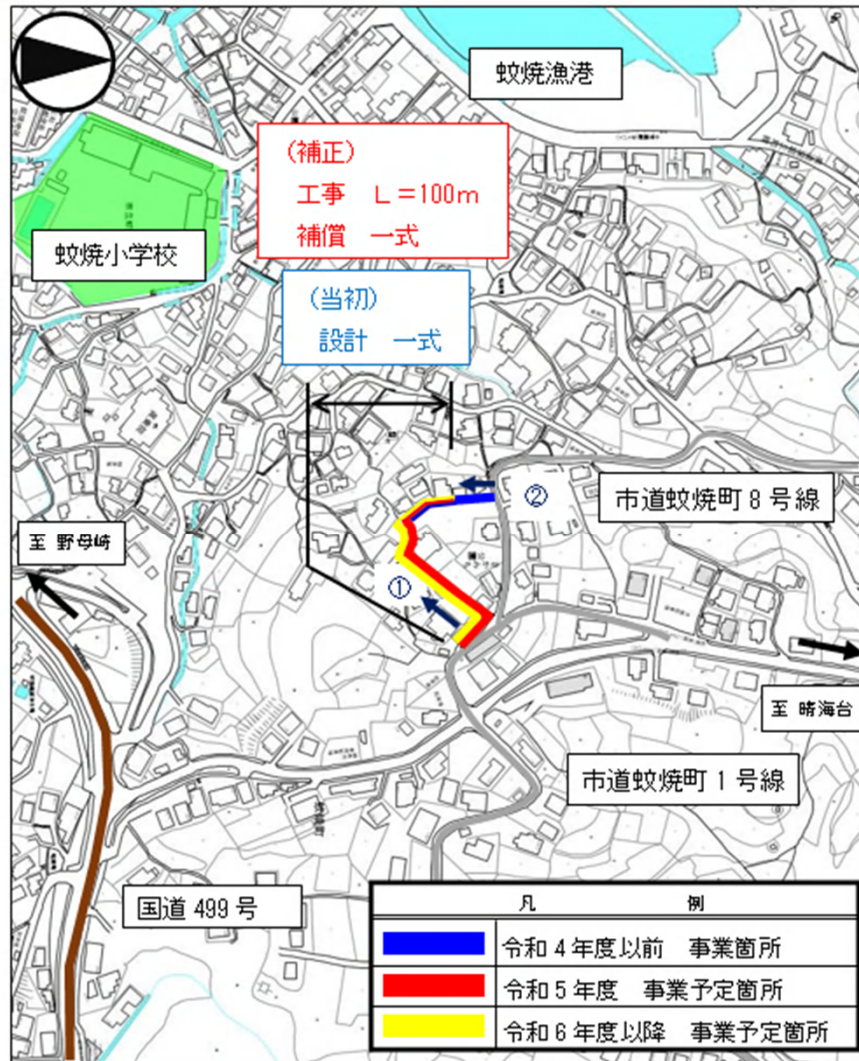 蚊焼漁港
(補正)
工事 L=100m
補償 一式
蚊焼小学校
(当初)
設計 一式
②
市道蚊焼町8号線
至 野母崎
①
至 晴海台
市道蚊焼町1号線
国道499号
凡 例
令和4年度以前 事業箇所
令和5年度 事業予定箇所
令和6年度以降 事業予定箇所